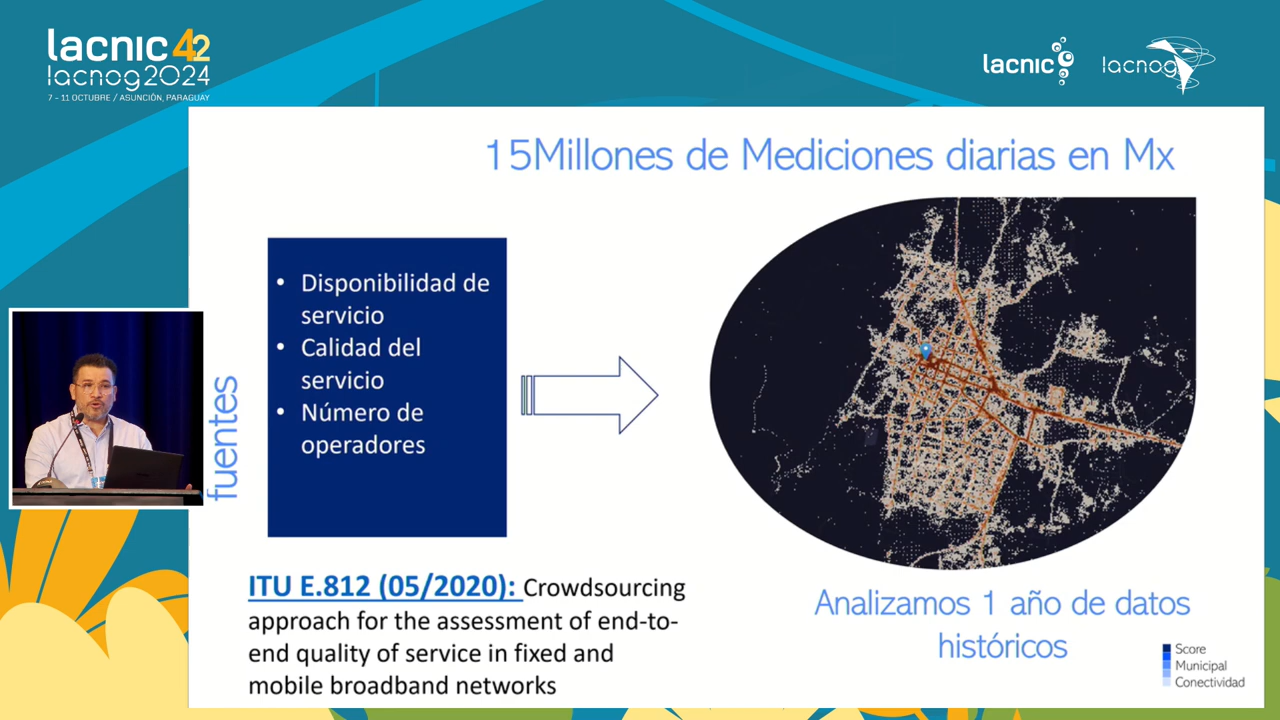 lacnic 42
lacnog2024
7 - 11 OCTUBRE / ASUNCIÓN, PARAGUAY
lacnic
lacnog
15Millones de Mediciones diarias en Mx
fuentes
• Disponibilidad de
servicio
• Calidad del
servicio
• Número de
operadores
ITU E.812 (05/2020): Crowdsourcing
approach for the assessment of end-to-
end quality of service in fixed and
mobile broadband networks
Analizamos 1 año de datos
históricos
Score
Municipal
Conectividad